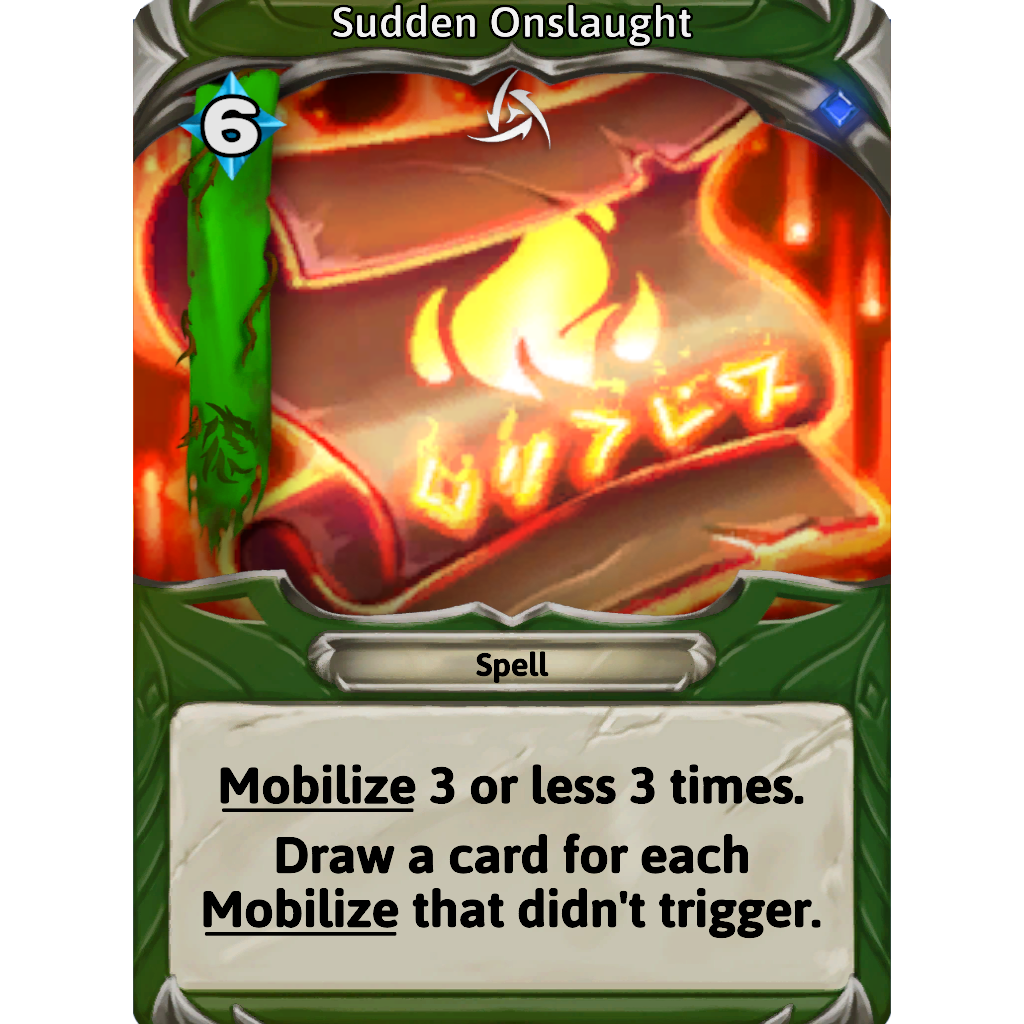 Sudden Onslaught
6
Spell
Mobilize 3 or less 3 times.
Draw a card for each
Mobilize that didn't trigger.